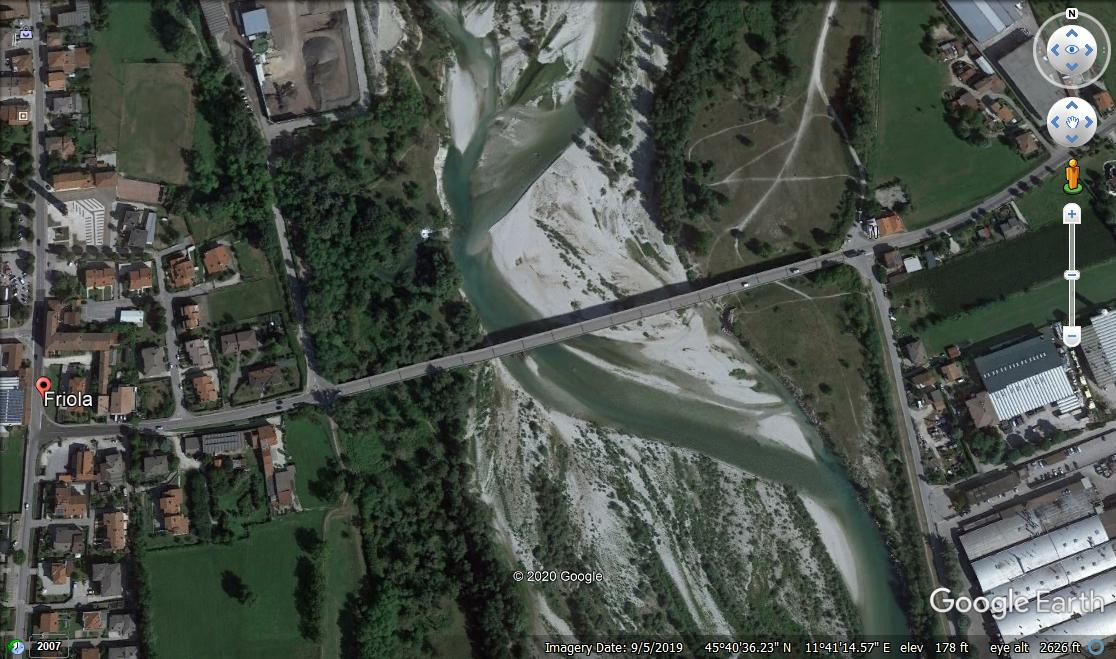 N
Friola
© 2020 Google
Google Earth
2007
Imagery Date: 9/5/2019 45°40'36.23" N 11°41'14.57" E elev 178 ft eye alt 2626 ft